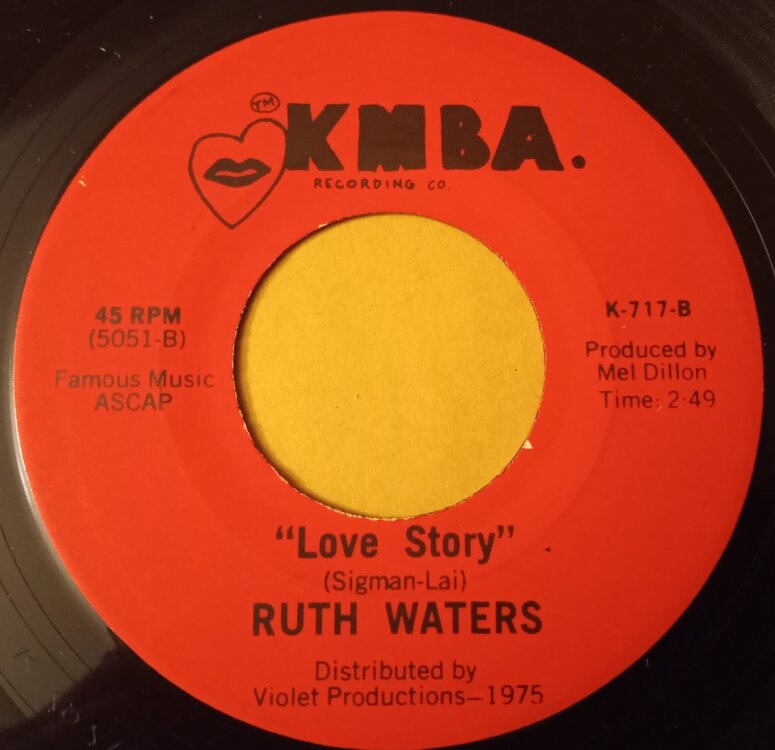 TM
KMBA.
RECORDING CO.
45 RPM
(5051-B)
Famous Music
ASCAP
K-717-B
Produced by
Mel Dillon
Time: 2·49
"Love Story"
(Sigman-Lai)
RUTH WATERS
Distributed by
Violet Productions–1975